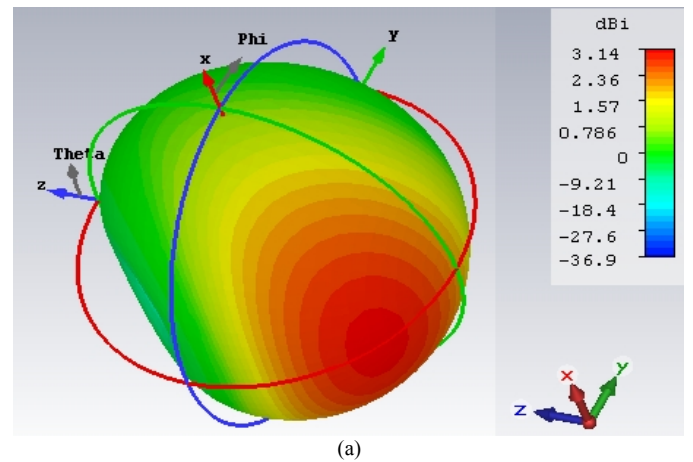 dBi
3.14
2.36
1.57
0.786
0
-9.21
-18.4
-27.6
-36.9
Phi
y
x
Theta
z
x
y
z
(a)